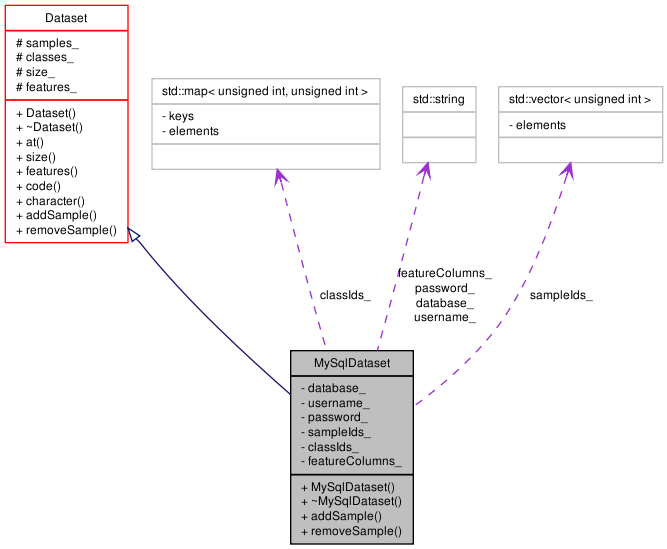 Dataset
# samples_
# classes_
# size_
# features_
+ Dataset()
+ ~Dataset()
+ at()
+ size()
+ features()
+ code()
+ character()
+ addSample()
+ removeSample()
std::map< unsigned int, unsigned int >
- keys
- elements
std::string
std::vector< unsigned int >
- elements
classIds_
featureColumns_
password_
database_
username_
sampleIds_
MySqlDataset
- database_
- username_
- password_
- sampleIds_
- classIds_
- featureColumns_
+ MySqlDataset()
+ ~MySqlDataset()
+ addSample()
+ removeSample()